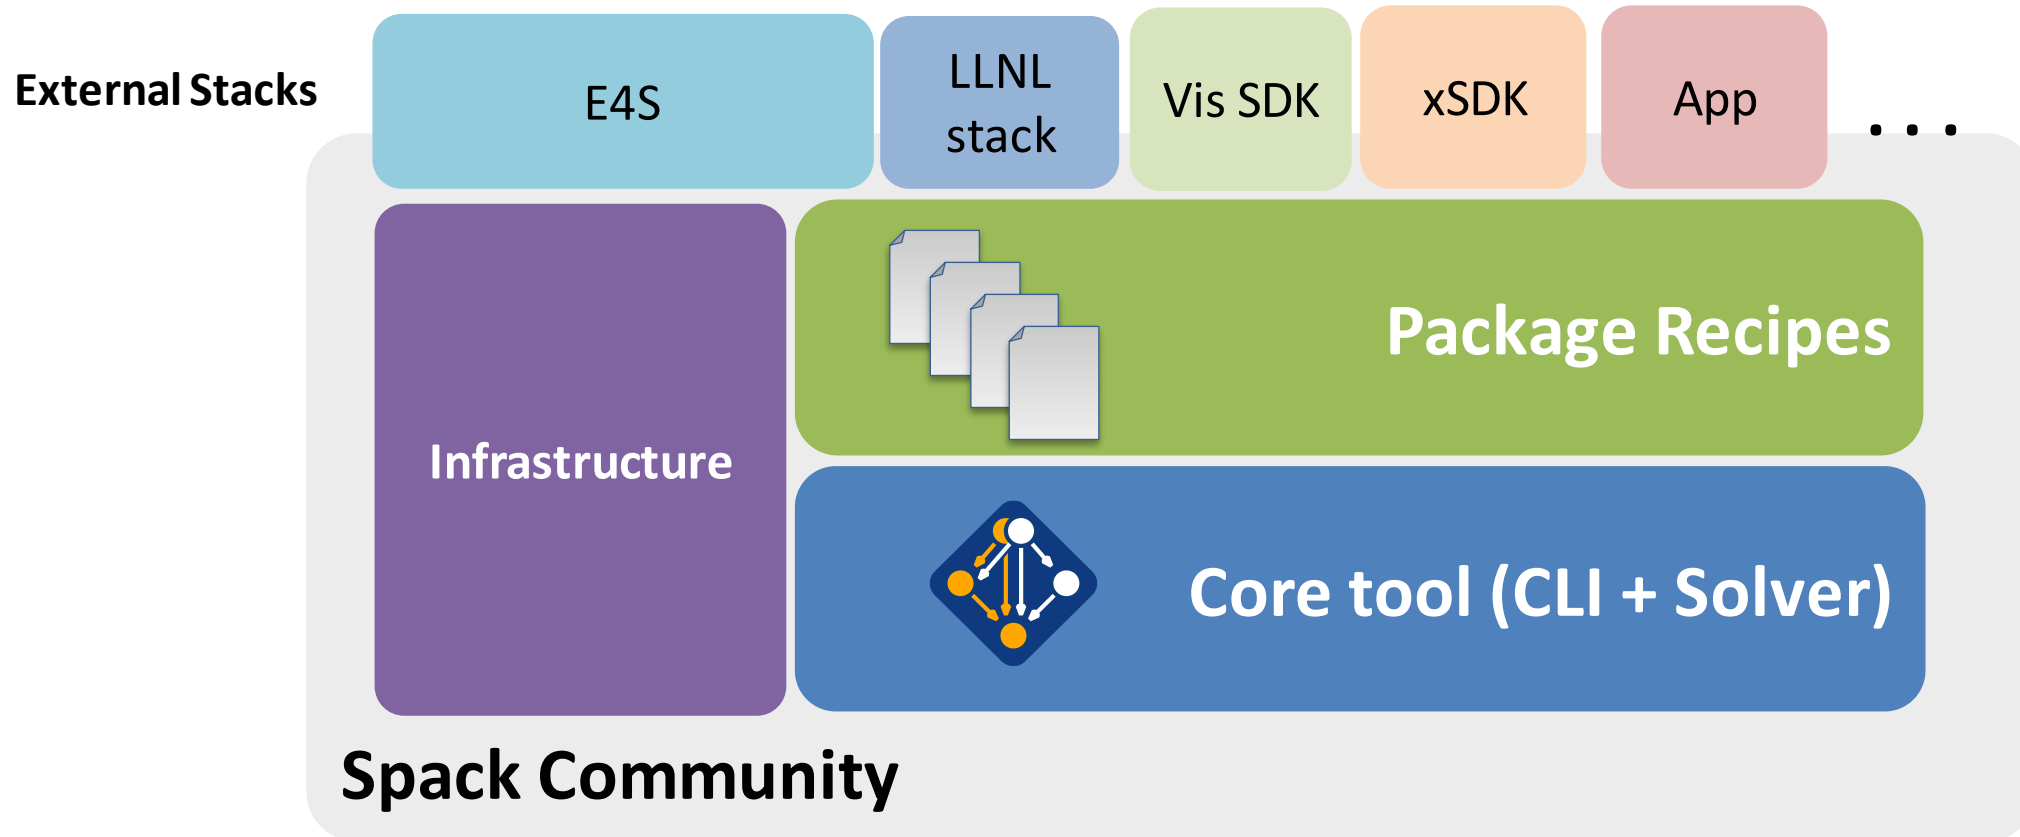 External Stacks
E4S
LLNL
stack
Vis SDK
xSDK
App
. . .
Infrastructure
Package Recipes
Core tool (CLI + Solver)
Spack Community